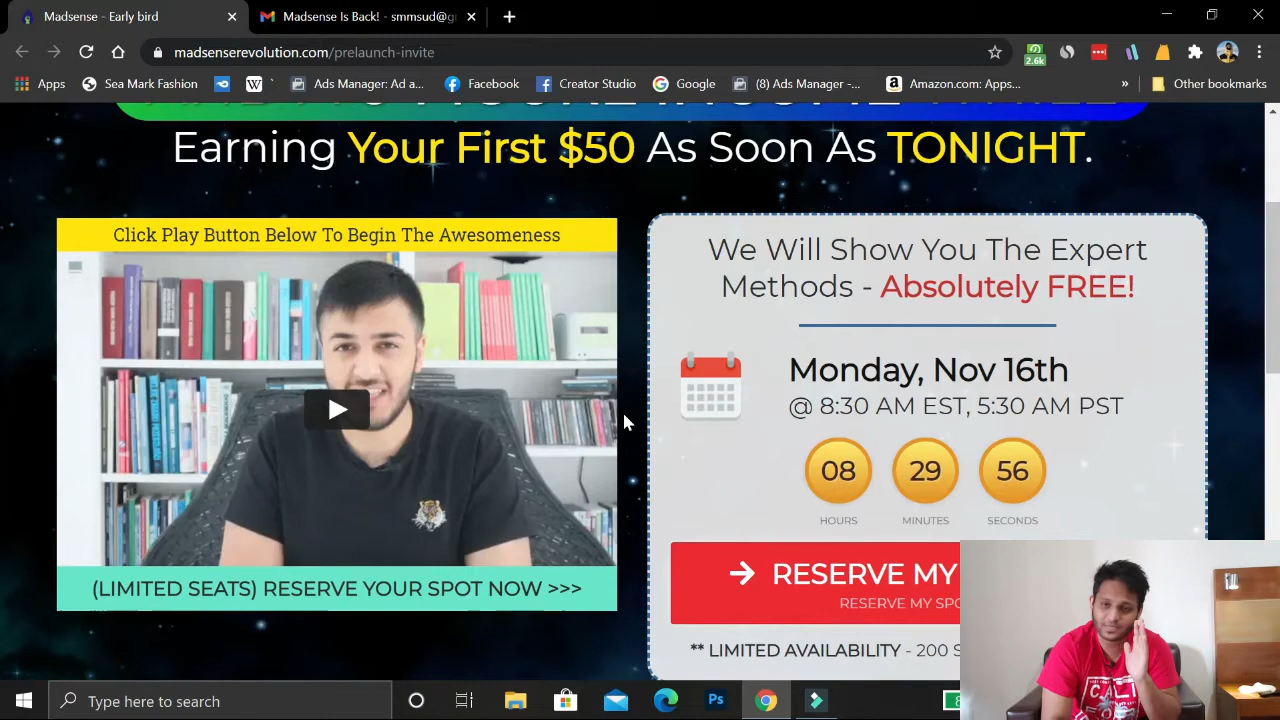 Madsense - Early bird
Madsense Is Back! - smmsud@gr
madsenserevolution.com/prelaunch-invite
2.6k
Apps
Sea Mark Fashion
Ads Manager: Ad a...
Facebook
Creator Studio
Google
(8) Ads Manager -...
Amazon.com: Apps...
Other bookmarks
Earning Your First $50 As Soon As TONIGHT.
Click Play Button Below To Begin The Awesomeness
(LIMITED SEATS) RESERVE YOUR SPOT NOW >>>
We Will Show You The Expert
Methods - Absolutely FREE!
Monday, Nov 16th
@ 8:30 AM EST, 5:30 AM PST
08 29 56
HOURS MINUTES SECONDS
RESERVE MY
RESERVE MY SPO
** LIMITED AVAILABILITY - 200 S
Type here to search